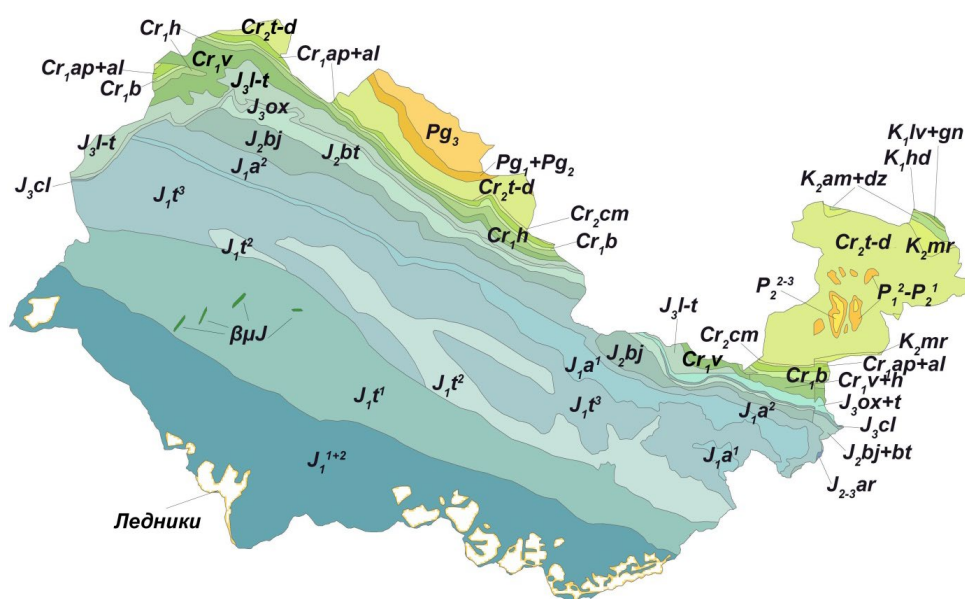 Cr₁h
Cr₂t-d
Cr₁ap+al
Cr₁ap+al
Cr₁v
Cr₁b
J₃l-t
J₃ox
Pg₃
J₃l-t
J₂bj
J₂bt
Pg₁+Pg₂
J₃cl
J₁a²
Cr₂t-d
J₁t³
Cr₂cm
Cr₁h
Cr₁b
J₁t²
K₁lv+gn
K₁hd
K₂am+dz
Cr₂t-d
K₂mr
P₂²⁻³
P₁²-P₂¹
βμJ
J₃l-t
Cr₂cm
K₂mr
Cr₁v
J₂bj
Cr₁ap+al
J₁a¹
Cr₁b
Cr₁v+h
J₁t¹
J₁t²
J₁t³
J₁a²
J₃ox+t
J₃cl
J₁¹⁺²
J₁a¹
J₂bj+bt
J₂₋₃ar
Ледники